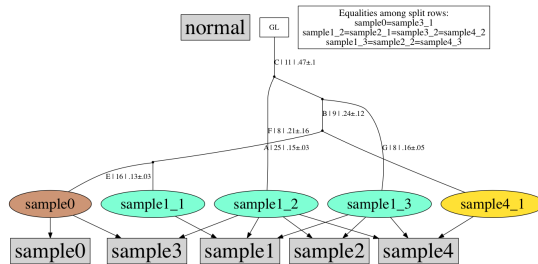 normal
GL
Equalities among split rows:
sample0=sample3_1
sample1_2=sample2_1=sample3_2=sample4_2
sample1_3=sample2_2=sample4_3
C | 11 | .47±.1
B | 9 | .24±.12
F | 8 | .21±.16
A | 25 | .15±.03
G | 8 | .16±.05
E | 16 | .13±.03
sample0
sample1_1
sample1_2
sample1_3
sample4_1
sample0
sample3
sample1
sample2
sample4